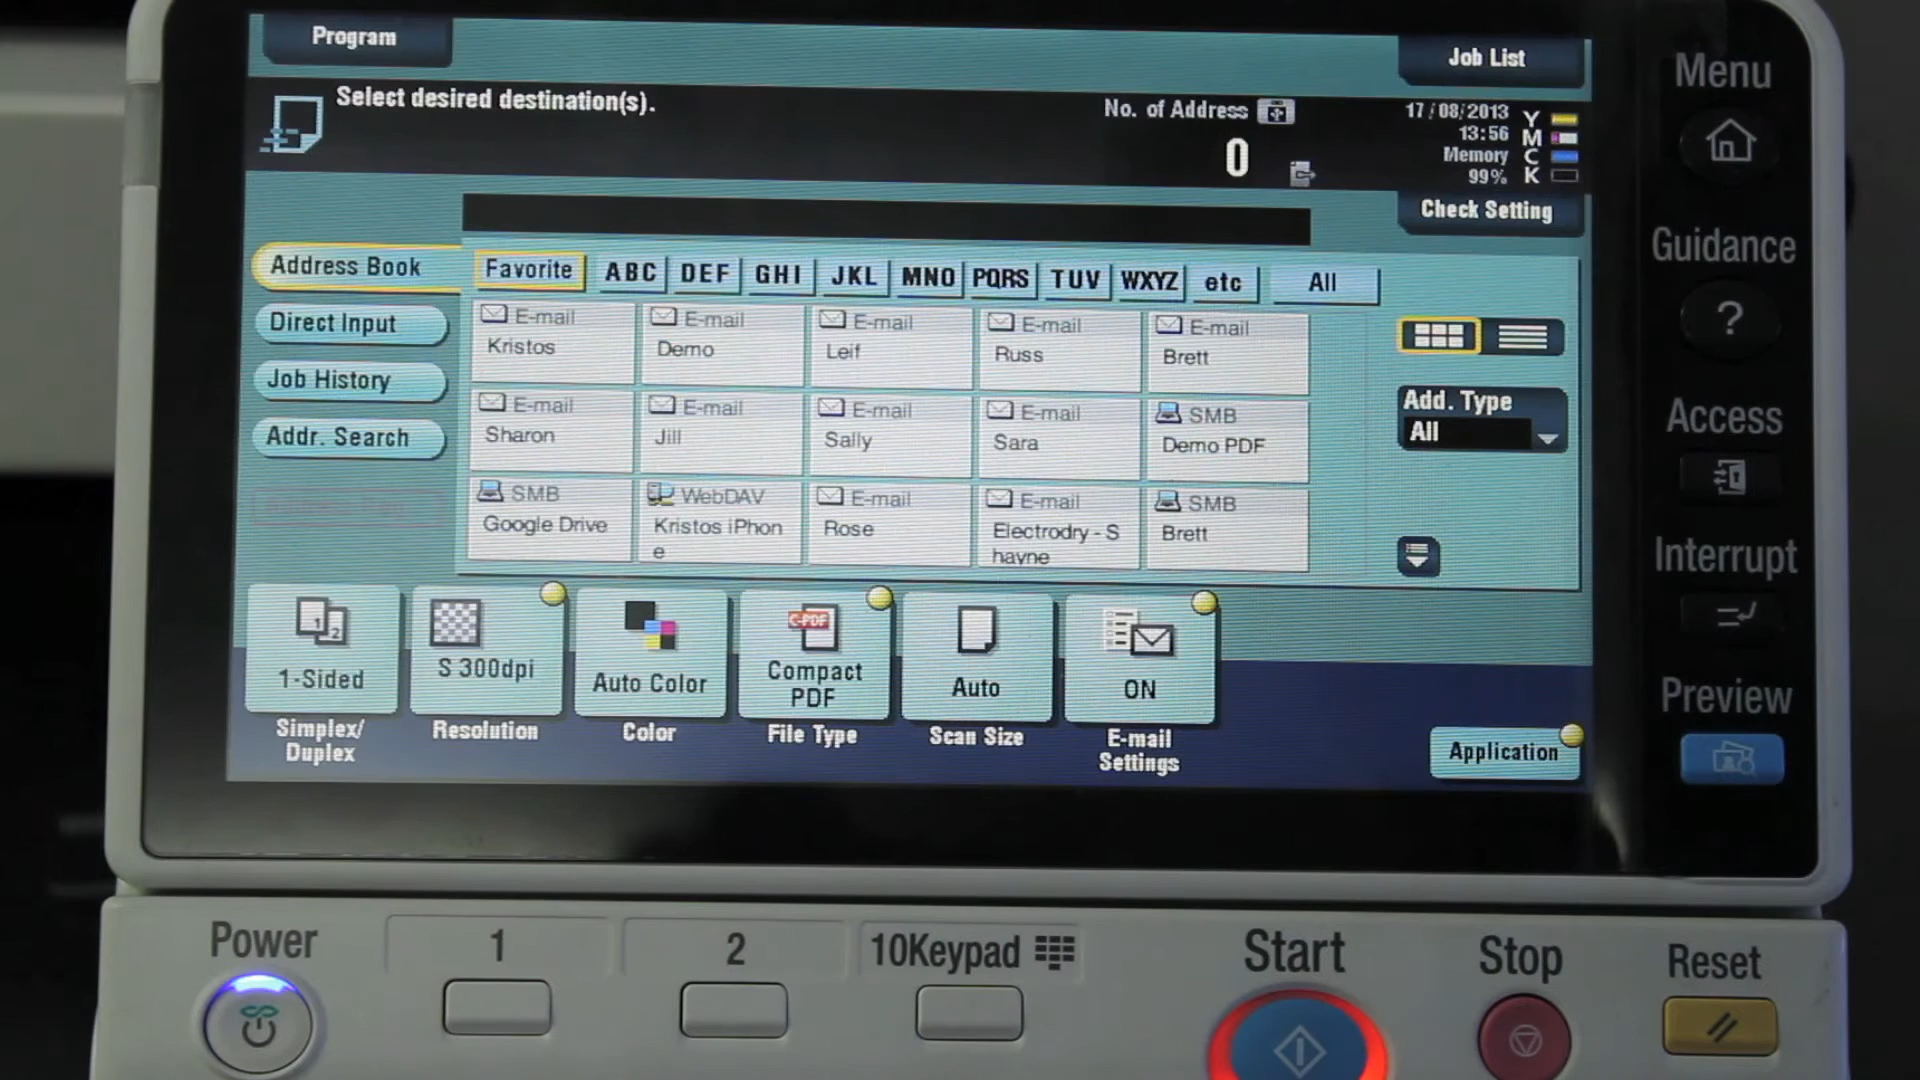 Program
Job List
Menu
Select desired destination(s).
No. of Address
0
17/08/2013
13:56
Memory
99%
Y
M
C
K
Check Setting
Guidance
?
Address Book
Direct Input
Job History
Addr. Search
Favorite ABC DEF GHI JKL MNO PQRS TUV WXYZ etc All
E-mail
Kristos
E-mail
Demo
E-mail
Leif
E-mail
Russ
E-mail
Brett
E-mail
Sharon
E-mail
Jill
E-mail
Sally
E-mail
Sara
SMB
Demo PDF
SMB
Google Drive
WebDAV
Kristos iPhon
e
E-mail
Rose
E-mail
Electrodry - S
hayne
SMB
Brett
Add. Type
All
Access
Interrupt
Preview
1 2
1-Sided
Simplex/
Duplex
S 300dpi
Resolution
Auto Color
Color
C-PDF
Compact
PDF
File Type
Auto
Scan Size
ON
E-mail
Settings
Application
Power
1
2
10Keypad
Start
Stop
Reset